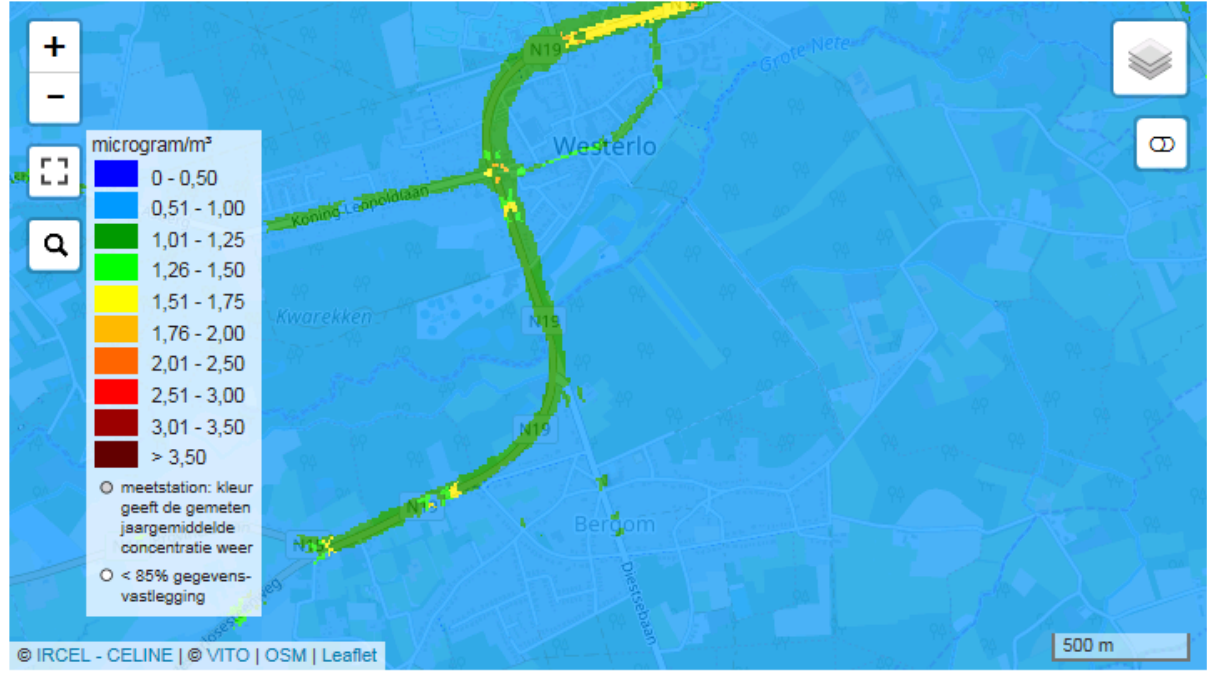 +
−
microgram/m³
0 - 0,50
0,51 - 1,00
1,01 - 1,25
1,26 - 1,50
1,51 - 1,75
1,76 - 2,00
2,01 - 2,50
2,51 - 3,00
3,01 - 3,50
> 3,50
meetstation: kleur
geeft de gemeten
jaargemiddelde
concentratie weer
< 85% gegevens-
vastlegging
N19
Grote Nete
Westerlo
Koning Leopoldlaan
Kwarekken
N19
N19
Bergom
Diestsebaan
500 m
© IRCEL - CELINE | © VITO | OSM | Leaflet